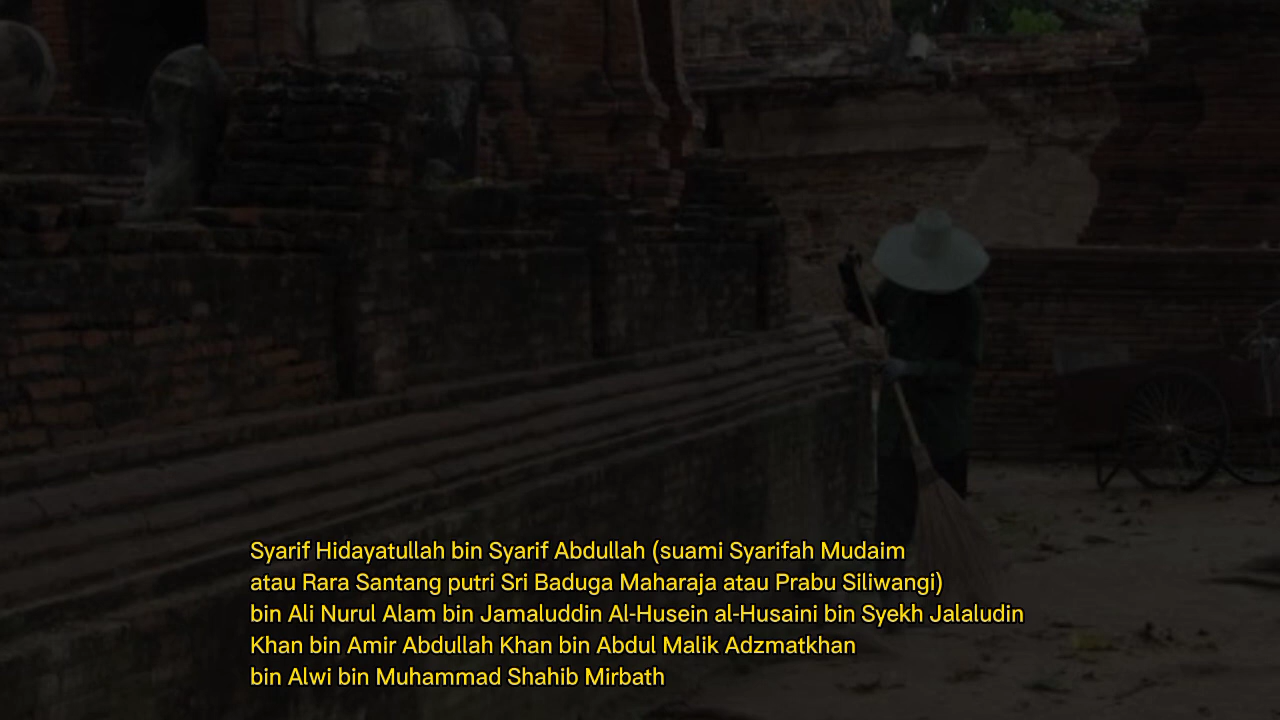 Syarif Hidayatullah bin Syarif Abdullah (suami Syarifah Mudaim
atau Rara Santang putri Sri Baduga Maharaja atau Prabu Siliwangi)
bin Ali Nurul Alam bin Jamaluddin Al-Husein al-Husaini bin Syekh Jalaludin
Khan bin Amir Abdullah Khan bin Abdul Malik Adzmatkhan
bin Alwi bin Muhammad Shahib Mirbath